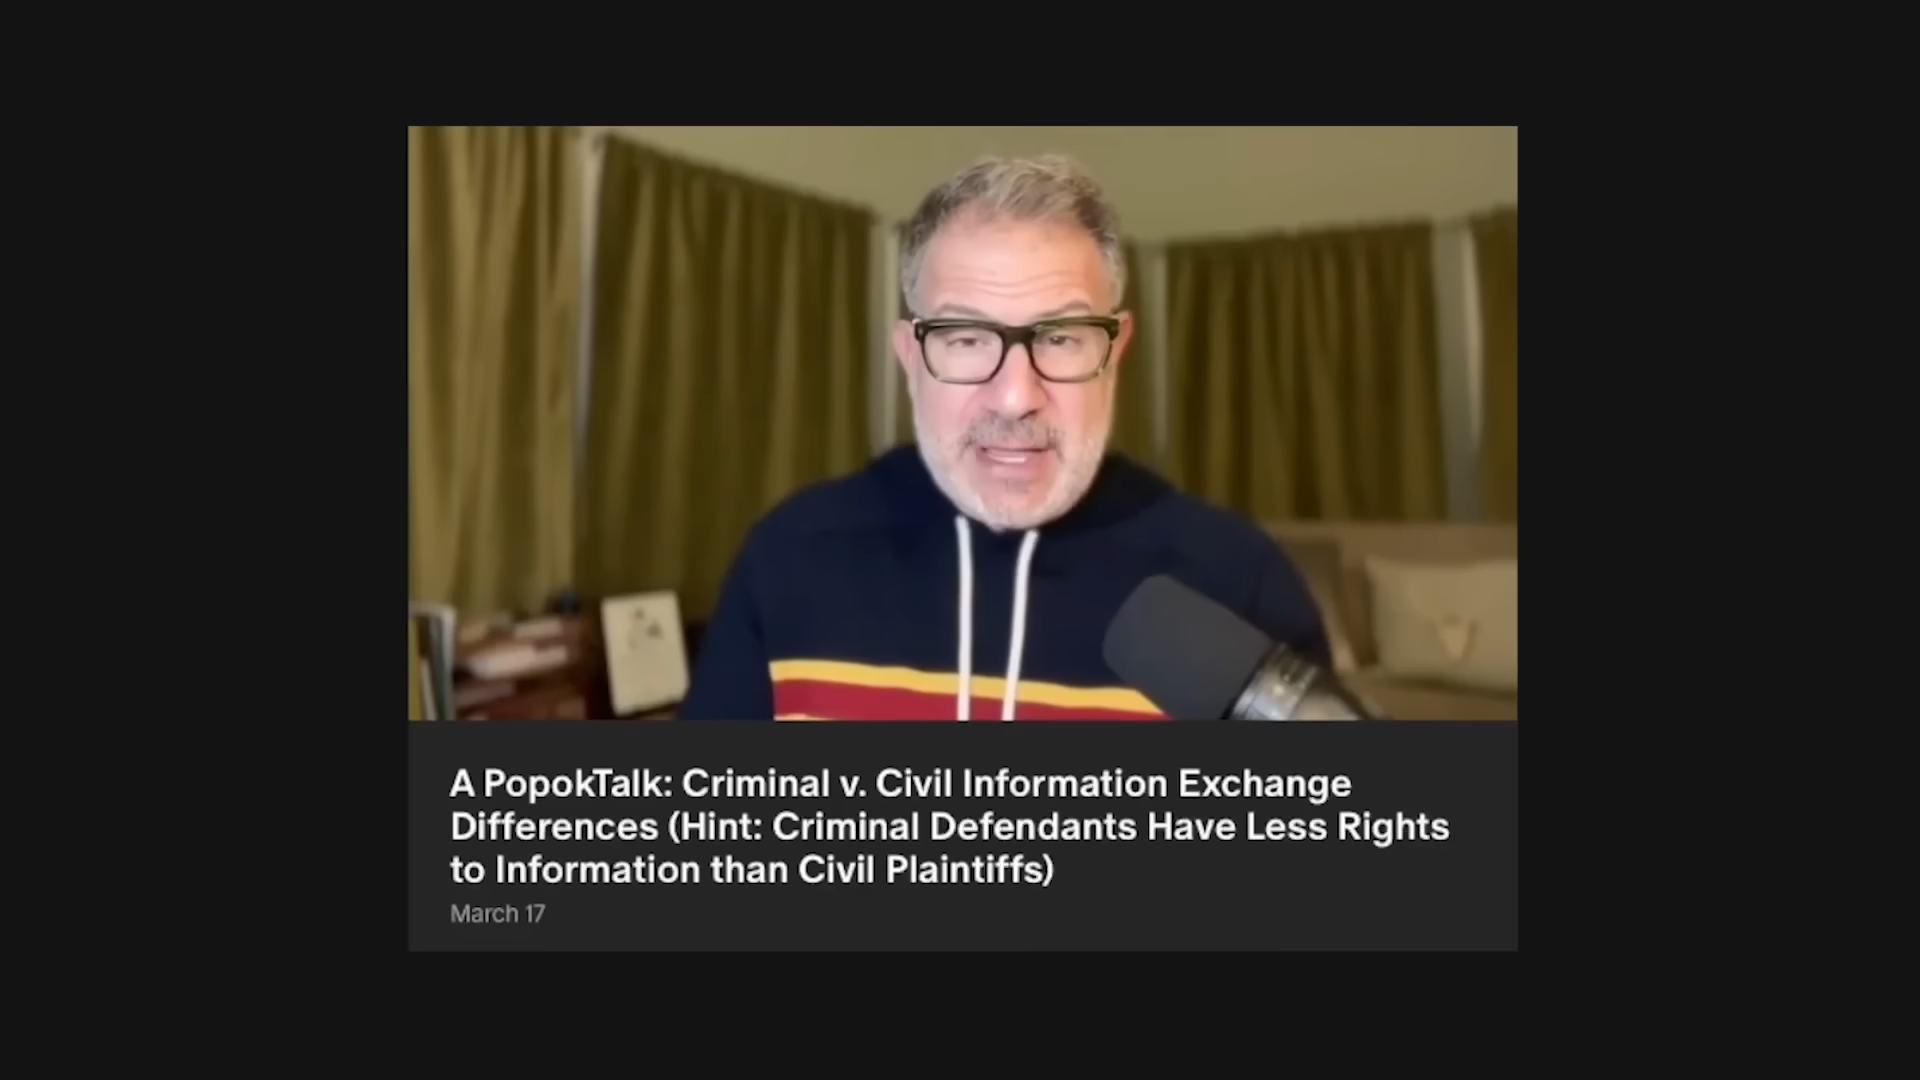 A PopokTalk: Criminal v. Civil Information Exchange
Differences (Hint: Criminal Defendants Have Less Rights
to Information than Civil Plaintiffs)
March 17